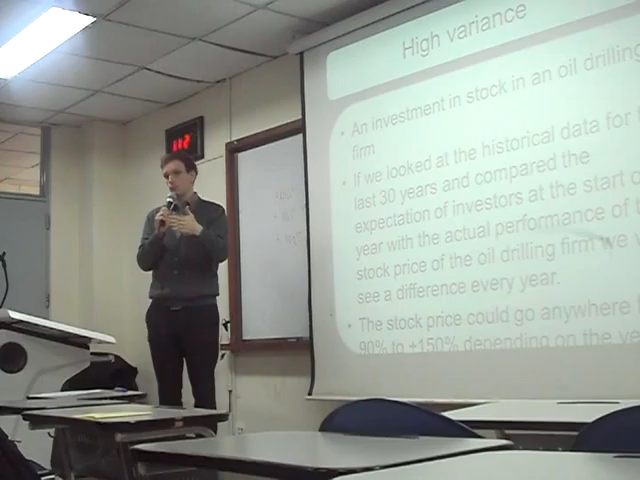 High variance
An investment in stock in an oil drilling
firm
If we looked at the historical data for
last 30 years and compared the
expectation of investors at the start
year with the actual performance of
stock price of the oil drilling firm we
see a difference every year.
The stock price could go anywhere
90% to +150% depending on the